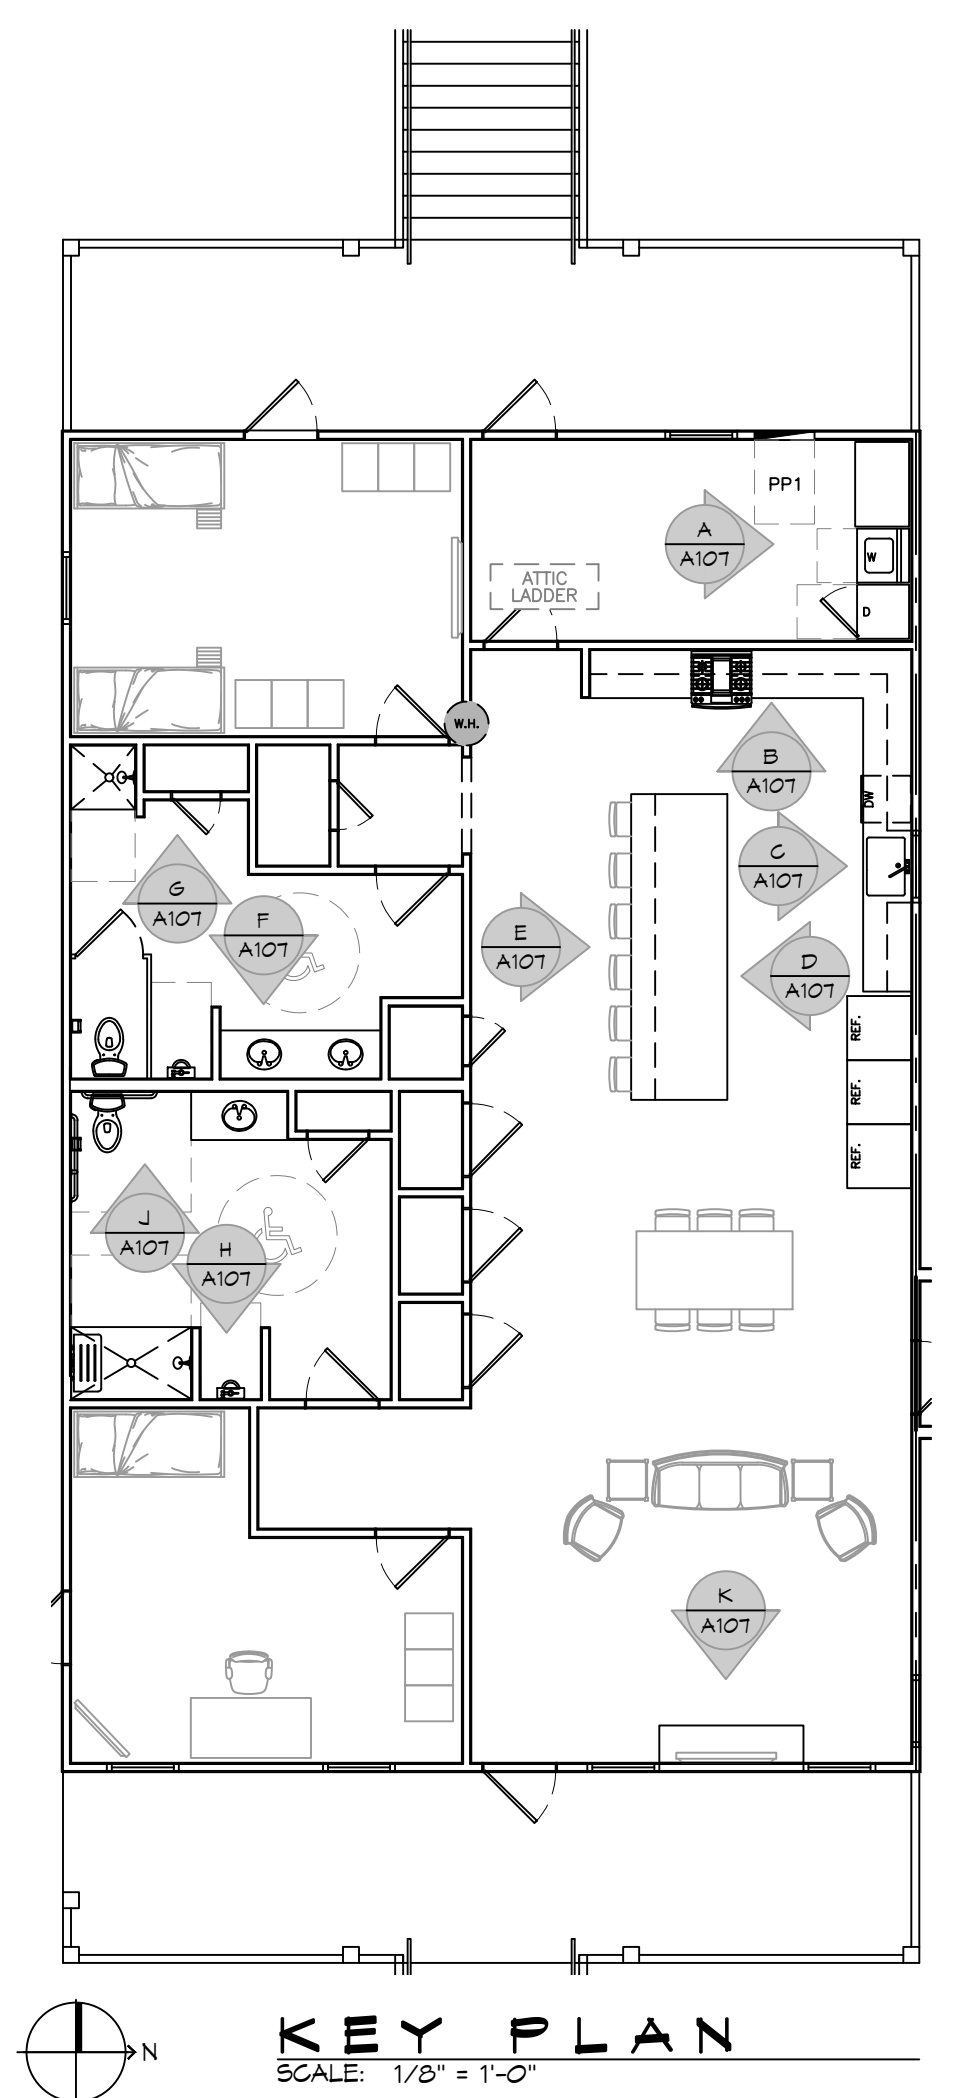 PP1
A
A107
W
ATTIC
LADDER
D
W.H.
B
A107
DW
C
A107
G
A107
F
A107
E
A107
D
A107
REF.
REF.
REF.
J
A107
H
A107
K
A107
N
KEY PLAN
SCALE: 1/8" = 1'-0"